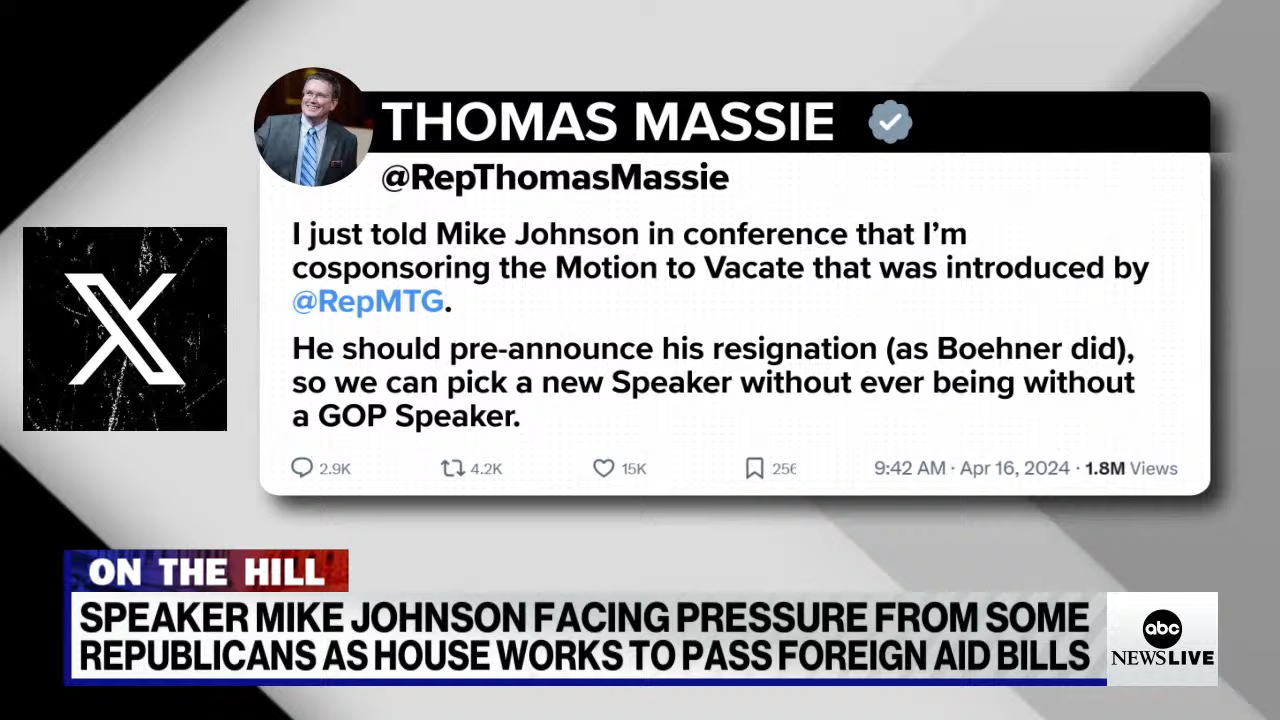 THOMAS MASSIE
@RepThomasMassie
I just told Mike Johnson in conference that I’m
cosponsoring the Motion to Vacate that was introduced by
@RepMTG.
He should pre-announce his resignation (as Boehner did),
so we can pick a new Speaker without ever being without
a GOP Speaker.
2.9K 4.2K 15K 256 9:42 AM · Apr 16, 2024 · 1.8M Views
X
ON THE HILL
SPEAKER MIKE JOHNSON FACING PRESSURE FROM SOME
REPUBLICANS AS HOUSE WORKS TO PASS FOREIGN AID BILLS
abc
NEWSLIVE